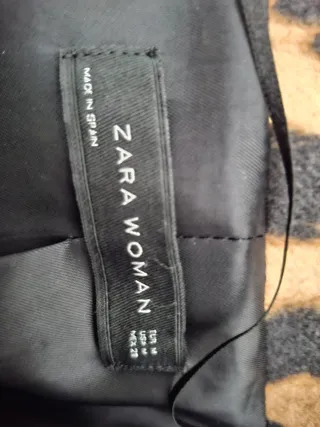 ZARA WOMAN
MADE IN SPAIN
EUR M
USA M
MEX 28